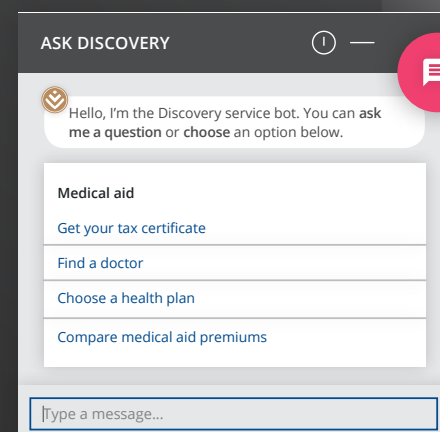 ASK DISCOVERY
Hello, I'm the Discovery service bot. You can ask
me a question or choose an option below.
Medical aid
Get your tax certificate
Find a doctor
Choose a health plan
Compare medical aid premiums
Type a message...